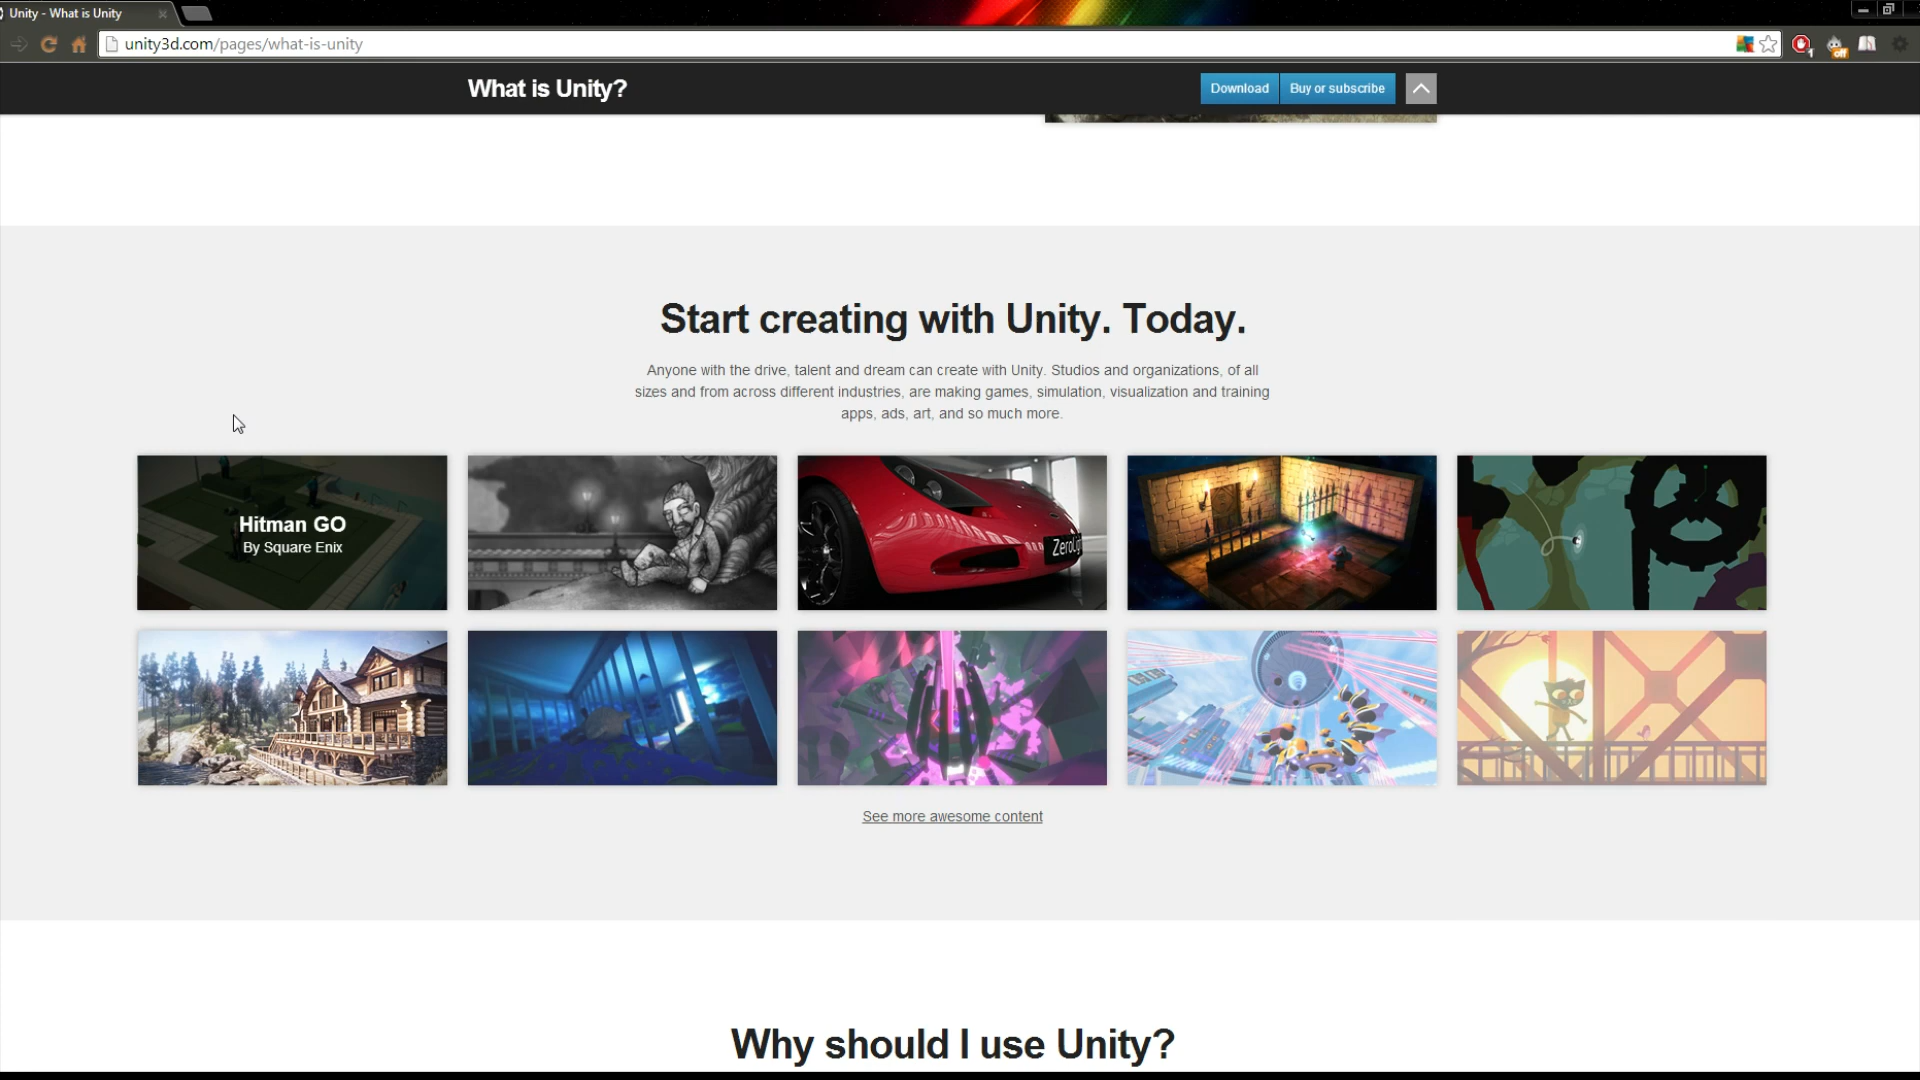 Unity - What is Unity
unity3d.com/pages/what-is-unity
1
off
What is Unity?
Download
Buy or subscribe
Start creating with Unity. Today.
Anyone with the drive, talent and dream can create with Unity. Studios and organizations, of all
sizes and from across different industries, are making games, simulation, visualization and training
apps, ads, art, and so much more.
Hitman GO
By Square Enix
See more awesome content
Why should I use Unity?